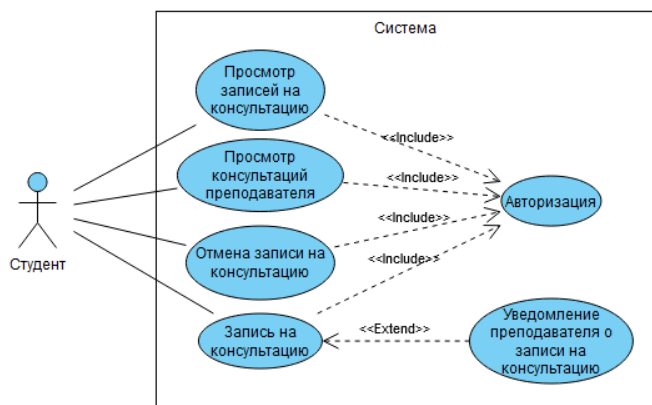 Система
Просмотр
записей на
консультацию
<<Include>>
Просмотр
консультаций
преподавателя
<<Include>>
Авторизация
<<Include>>
Отмена записи на
консультацию
<<Include>>
Студент
Запись на
консультацию
<<Extend>>
Уведомление
преподавателя о
записи на
консультацию